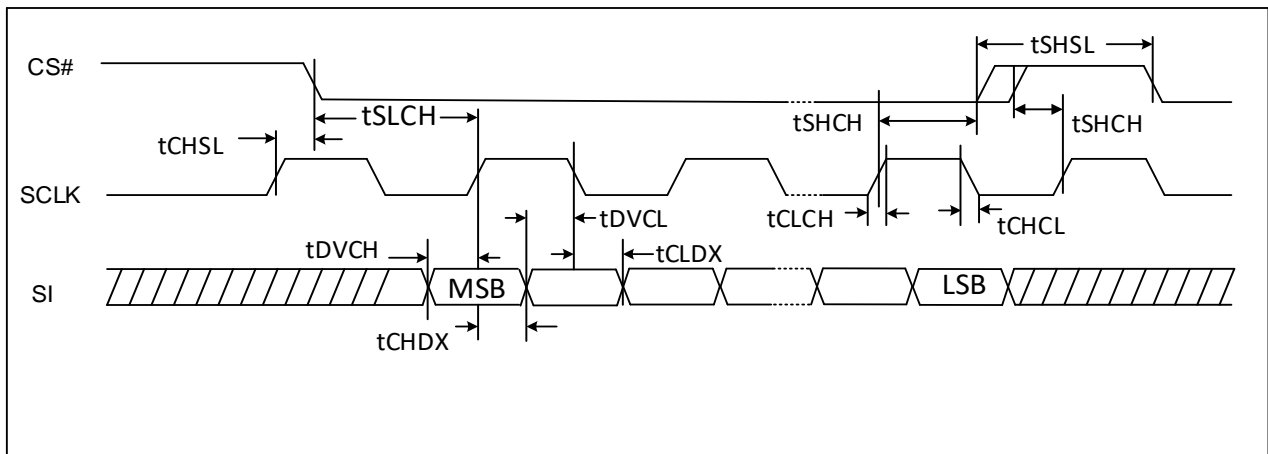 CS#
tSHSL
tSLCH
tSHCH
tSHCH
tCHSL
SCLK
tCLCH
tCHCL
tDVCL
tDVCH
tCLDX
SI
MSB
LSB
tCHDX